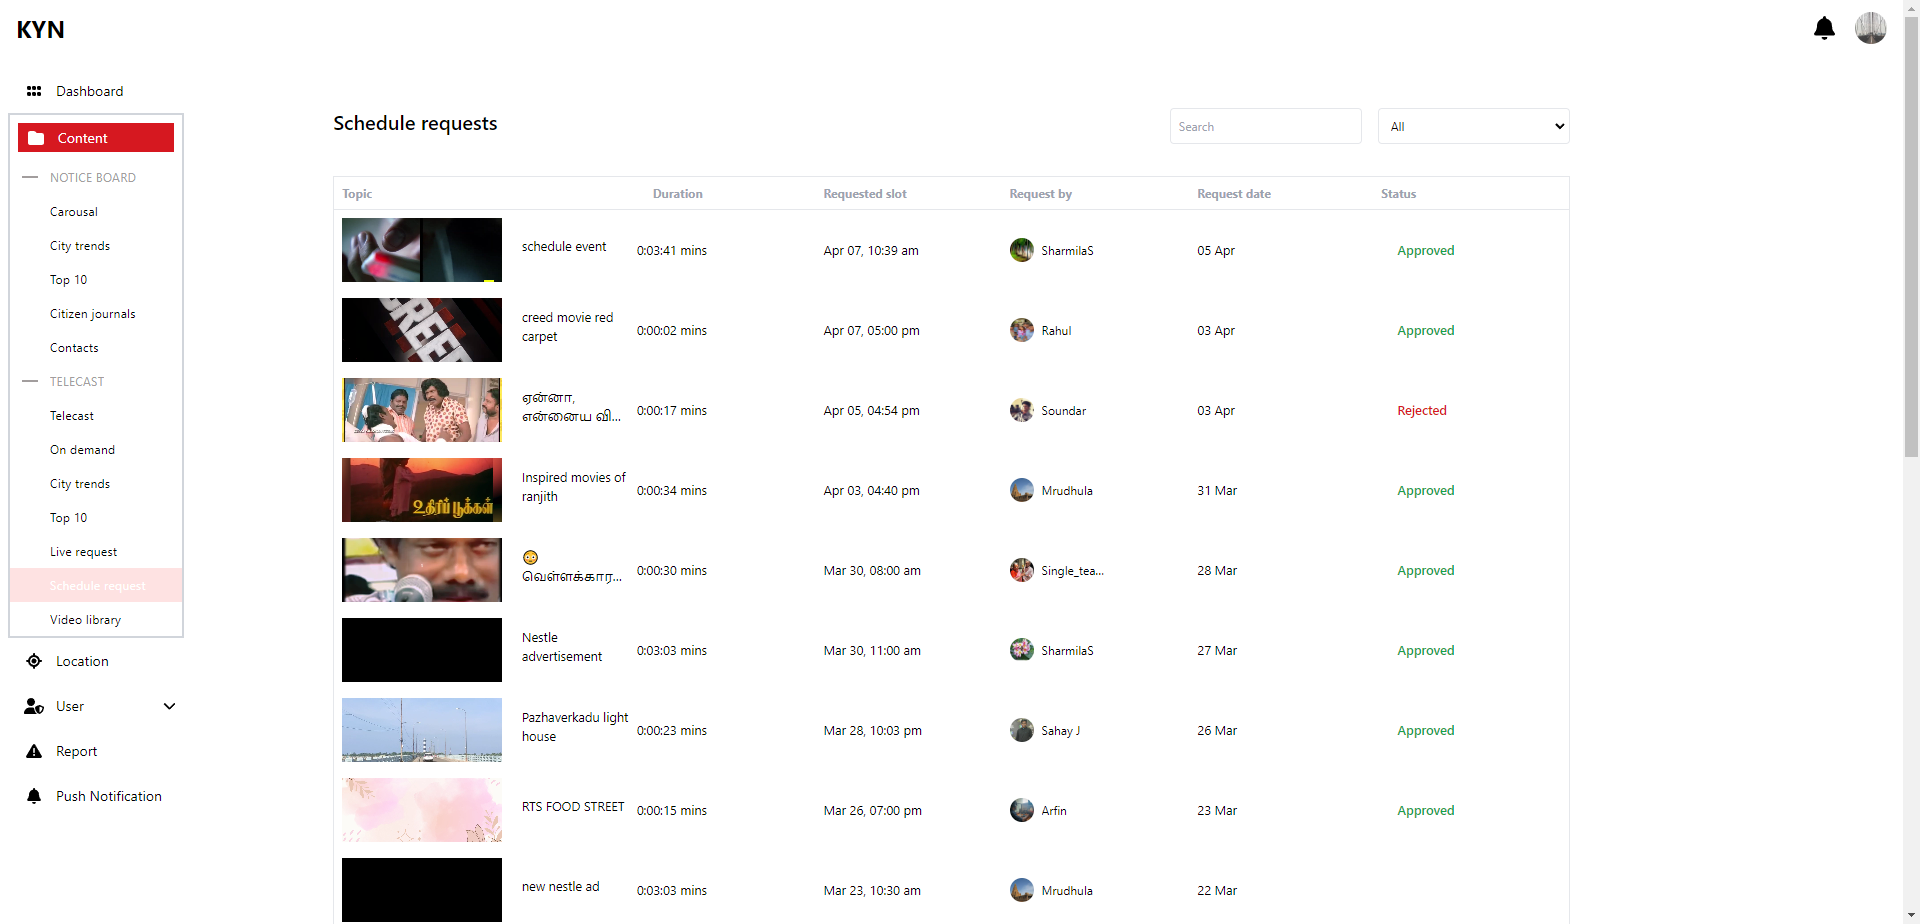 KYN
Dashboard
Content
NOTICE BOARD
Carousal
City trends
Top 10
Citizen journals
Contacts
TELECAST
Telecast
On demand
City trends
Top 10
Live request
Schedule request
Video library
Location
User
Report
Push Notification
Schedule requests
Search
All
Topic Duration Requested slot Request by Request date Status
schedule event 0:03:41 mins Apr 07, 10:39 am SharmilaS 05 Apr Approved
CREED
creed movie red
carpet
0:00:02 mins Apr 07, 05:00 pm Rahul 03 Apr Approved
ஏன்னா,
என்னைய வி...
0:00:17 mins Apr 05, 04:54 pm Soundar 03 Apr Rejected
உதிரிப் பூக்கள்
Inspired movies of
ranjith
0:00:34 mins Apr 03, 04:40 pm Mrudhula 31 Mar Approved
😳
வெள்ளக்கார...
0:00:30 mins Mar 30, 08:00 am Single_tea... 28 Mar Approved
Nestle
advertisement
0:03:03 mins Mar 30, 11:00 am SharmilaS 27 Mar Approved
Pazhaverkadu light
house
0:00:23 mins Mar 28, 10:03 pm Sahay J 26 Mar Approved
RTS FOOD STREET 0:00:15 mins Mar 26, 07:00 pm Arfin 23 Mar Approved
new nestle ad 0:03:03 mins Mar 23, 10:30 am Mrudhula 22 Mar